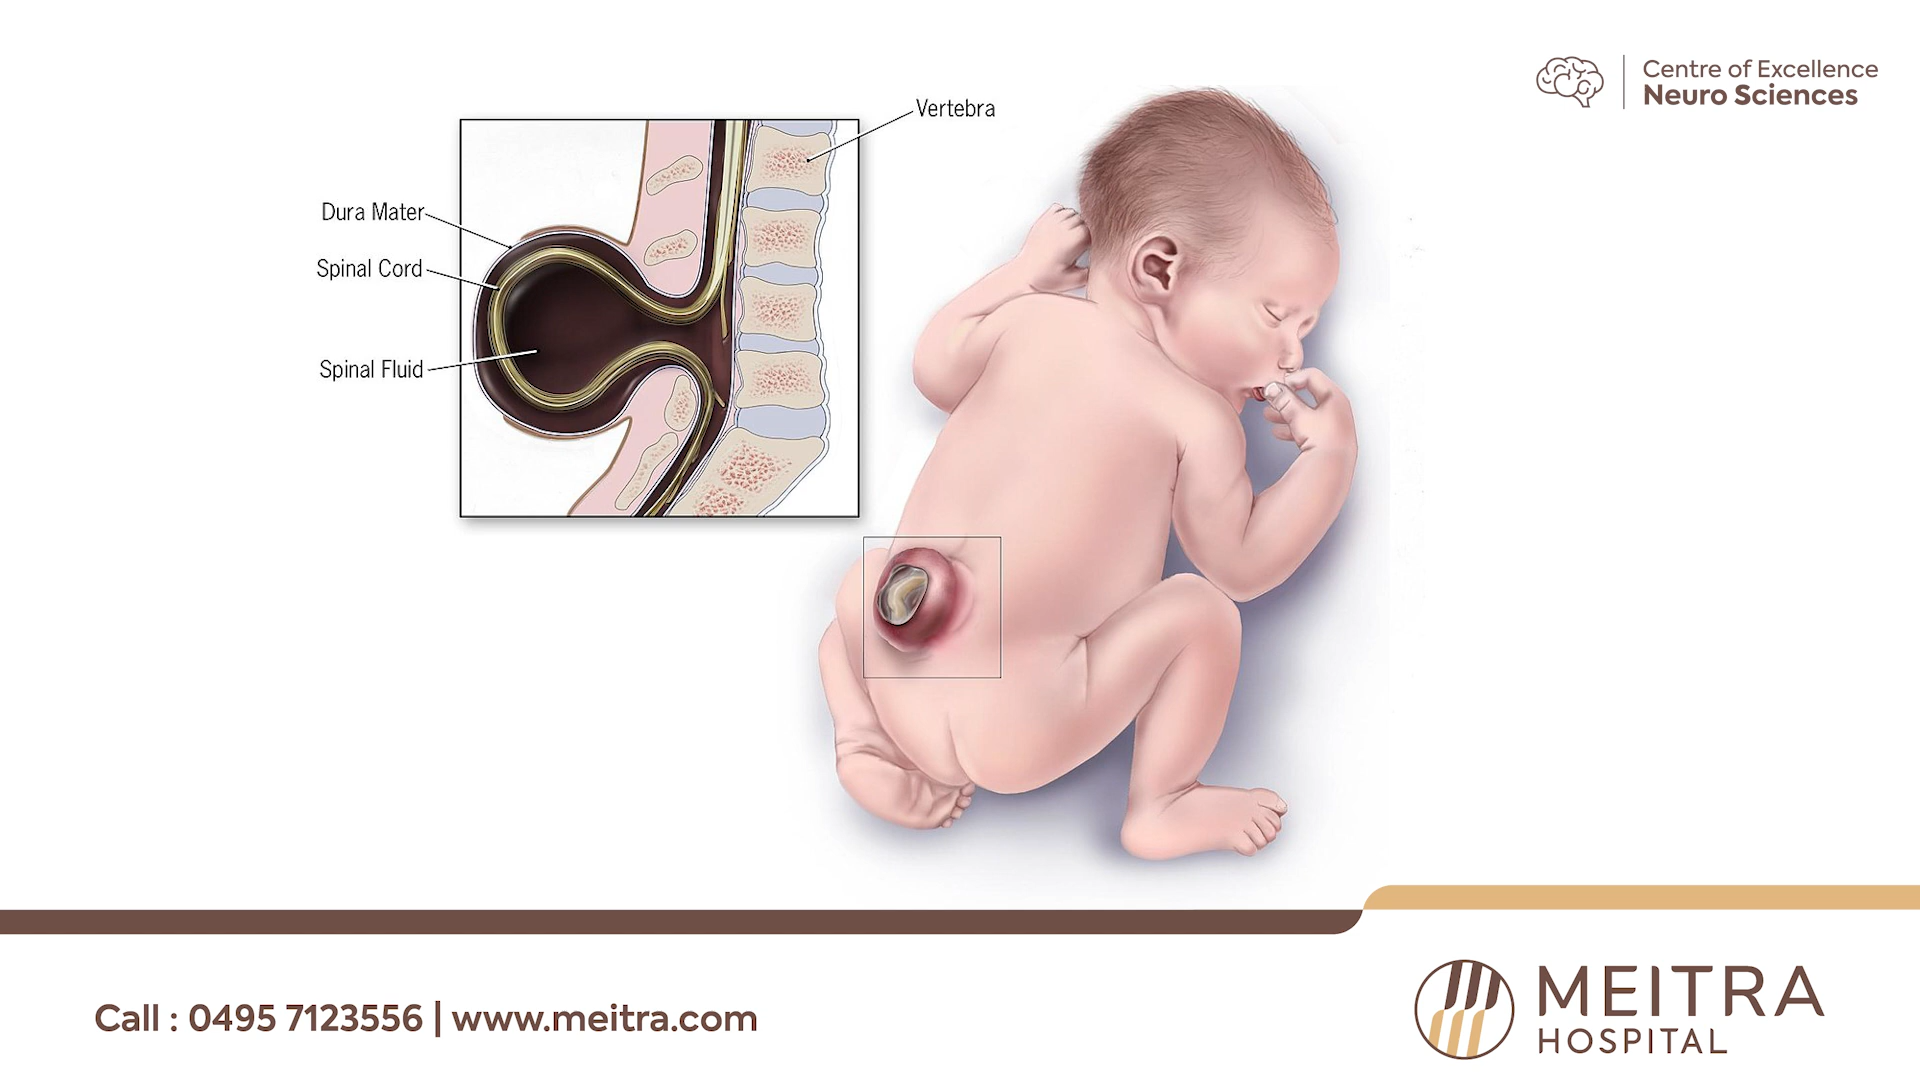 Centre of Excellence
Neuro Sciences
Vertebra
Dura Mater
Spinal Cord
Spinal Fluid
Call : 0495 7123556 | www.meitra.com
MEITRA
HOSPITAL